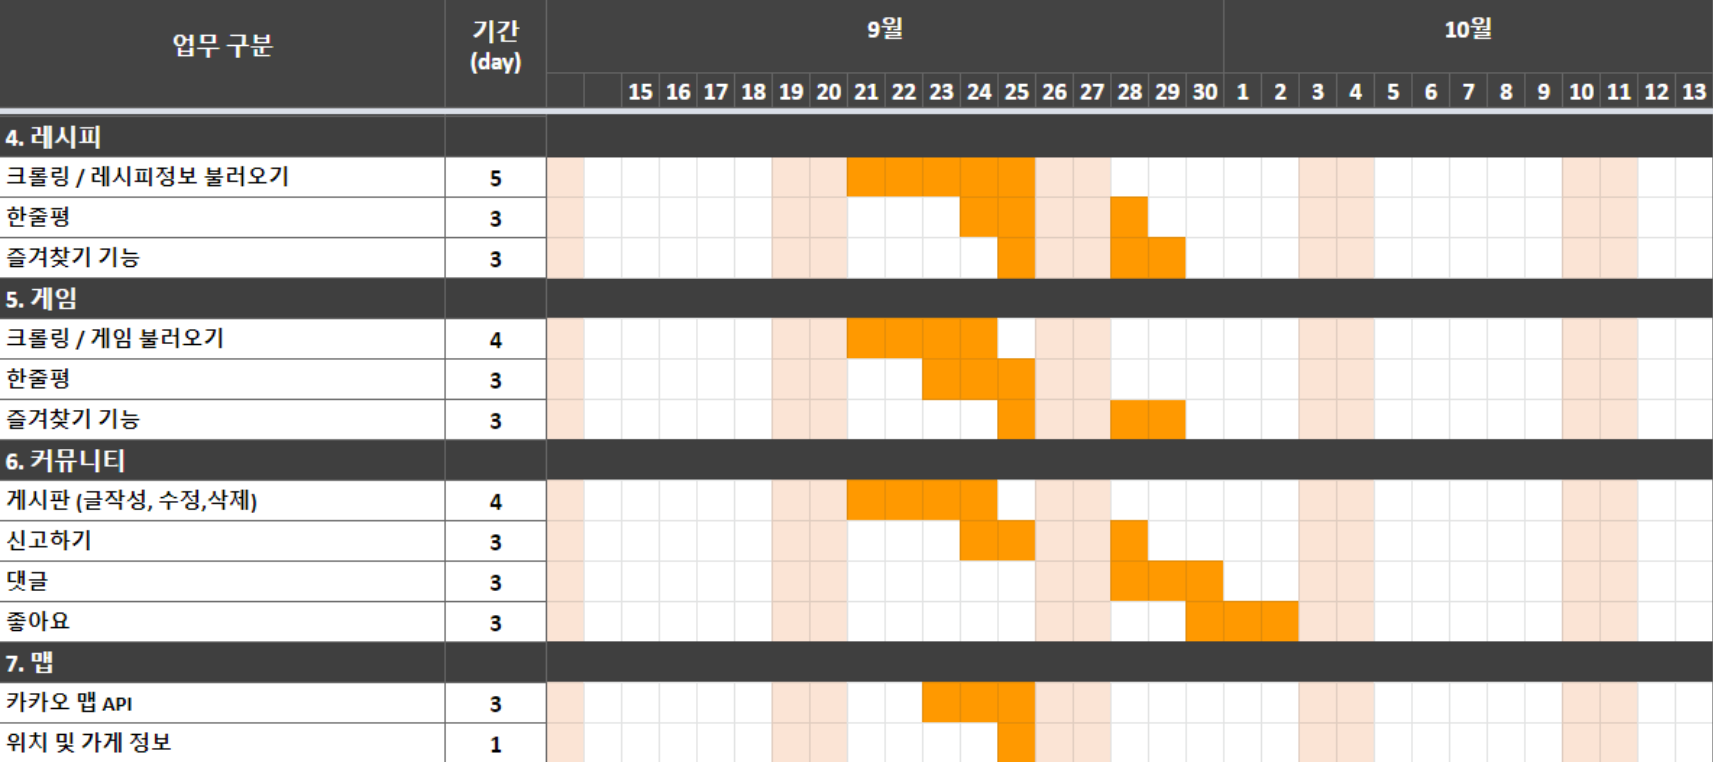 업무 구분 기간 9월 10월
(day)
15 16 17 18 19 20 21 22 23 24 25 26 27 28 29 30 1 2 3 4 5 6 7 8 9 10 11 12 13
4. 레시피
크롤링 / 레시피정보 불러오기 5
한줄평 3
즐겨찾기 기능 3
5. 게임
크롤링 / 게임 불러오기 4
한줄평 3
즐겨찾기 기능 3
6. 커뮤니티
게시판 (글작성, 수정,삭제) 4
신고하기 3
댓글 3
좋아요 3
7. 맵
카카오 맵 API 3
위치 및 가게 정보 1